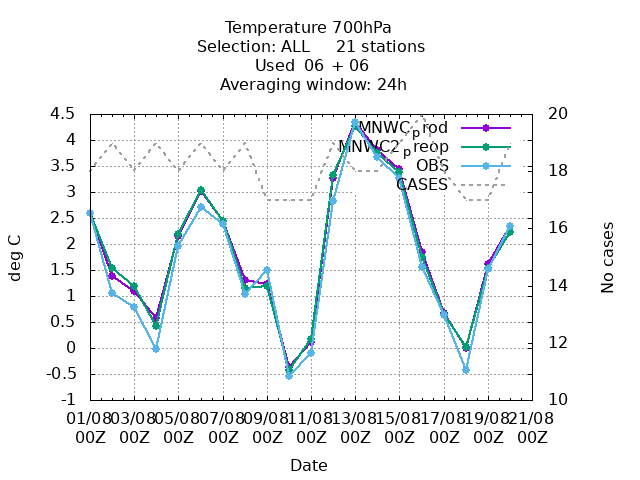 Temperature 700hPa
Selection: ALL 21 stations
Used 06 + 06
Averaging window: 24h
4.5
4
3.5
3
2.5
2
1.5
1
0.5
0
-0.5
-1
deg C
20
18
16
14
12
10
No cases
MNWC_prod
MNWC2_preop
OBS
CASES
01/08 03/08 05/08 07/08 09/08 11/08 13/08 15/08 17/08 19/08 21/08
00Z 00Z 00Z 00Z 00Z 00Z 00Z 00Z 00Z 00Z 00Z
Date